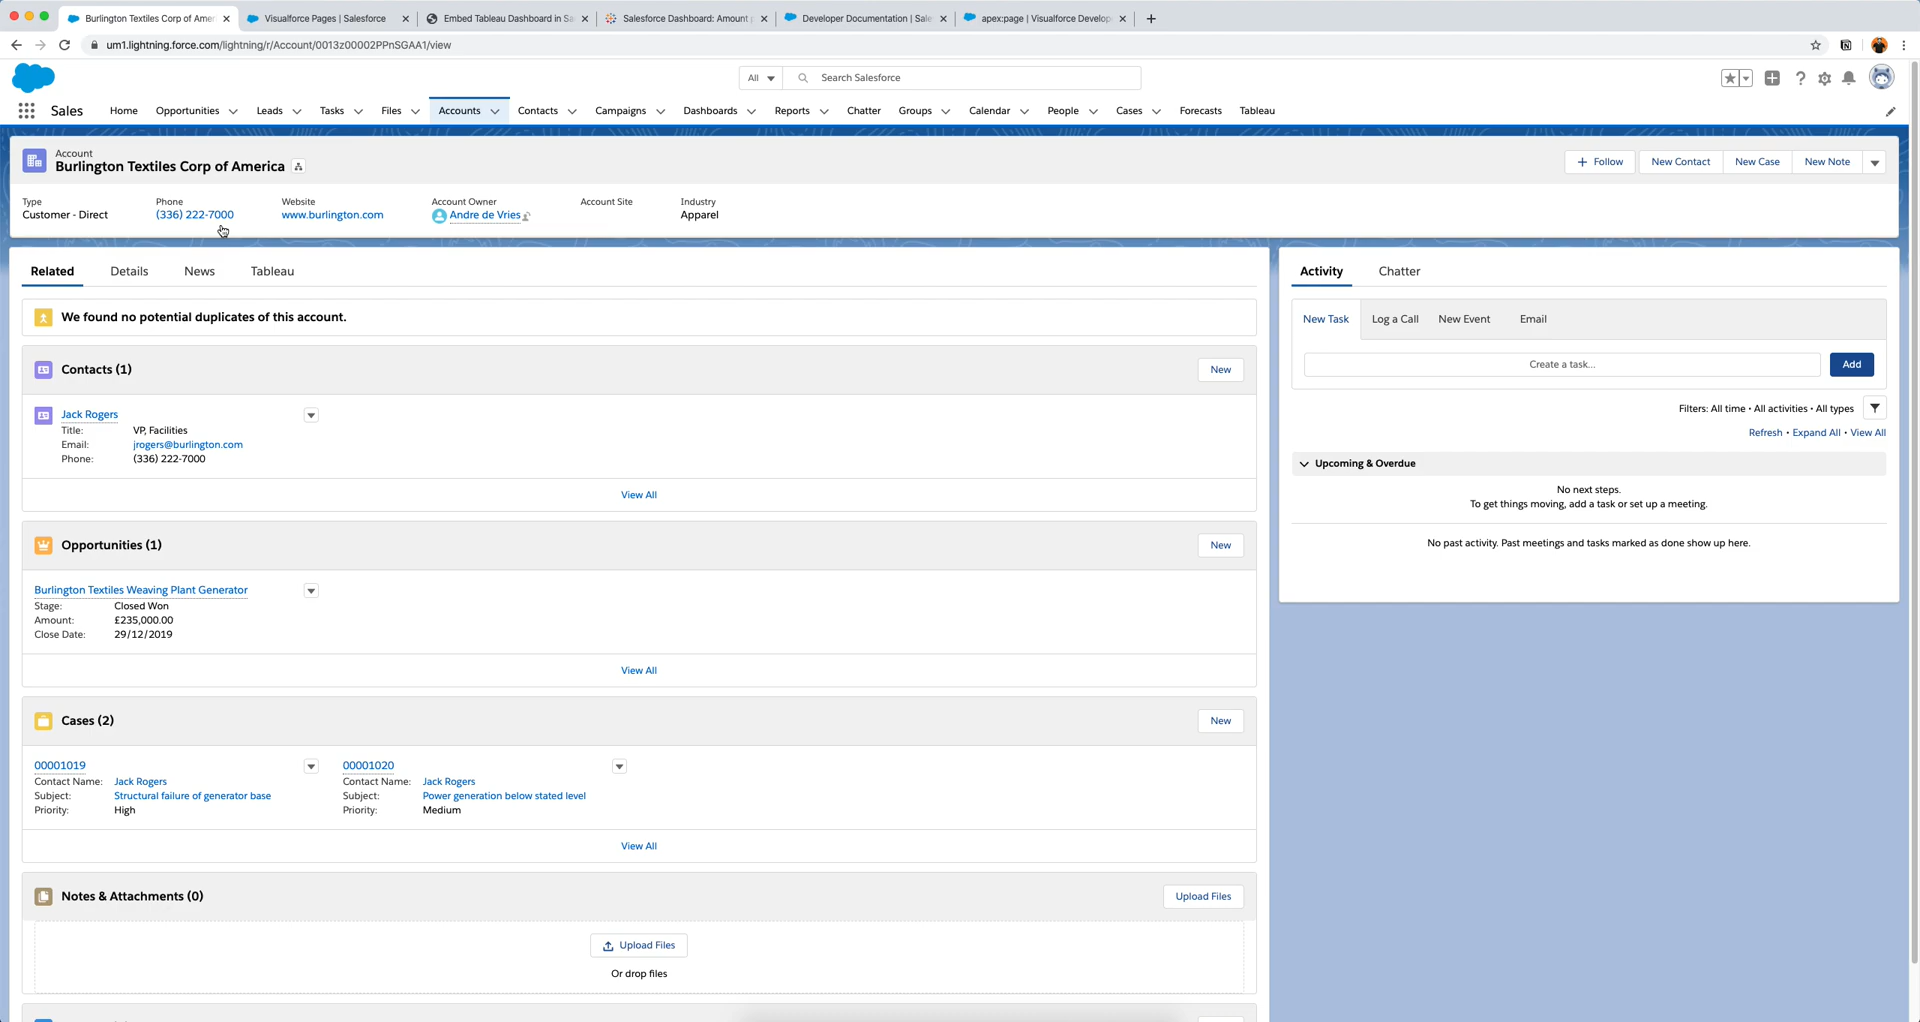 Burlington Textiles Corp of Amer
Visualforce Pages | Salesforce
Embed Tableau Dashboard in Sa
Salesforce Dashboard: Amount p
Developer Documentation | Sale
apex:page | Visualforce Develop
um1.lightning.force.com/lightning/r/Account/0013z00002PPnSGAA1/view
All
Search Salesforce
Sales
Home
Opportunities
Leads
Tasks
Files
Accounts
Contacts
Campaigns
Dashboards
Reports
Chatter
Groups
Calendar
People
Cases
Forecasts
Tableau
Account
Burlington Textiles Corp of America
Follow
New Contact
New Case
New Note
Type
Customer - Direct
Phone
(336) 222-7000
Website
www.burlington.com
Account Owner
Andre de Vries
Account Site
Industry
Apparel
Related
Details
News
Tableau
We found no potential duplicates of this account.
Contacts (1)
New
Jack Rogers
Title: VP, Facilities
Email: jrogers@burlington.com
Phone: (336) 222-7000
View All
Opportunities (1)
New
Burlington Textiles Weaving Plant Generator
Stage: Closed Won
Amount: £235,000.00
Close Date: 29/12/2019
View All
Cases (2)
New
00001019
Contact Name: Jack Rogers
Subject: Structural failure of generator base
Priority: High
00001020
Contact Name: Jack Rogers
Subject: Power generation below stated level
Priority: Medium
View All
Notes & Attachments (0)
Upload Files
Upload Files
Or drop files
Activity
Chatter
New Task
Log a Call
New Event
Email
Create a task...
Add
Filters: All time • All activities • All types
Refresh • Expand All • View All
Upcoming & Overdue
No next steps.
To get things moving, add a task or set up a meeting.
No past activity. Past meetings and tasks marked as done show up here.